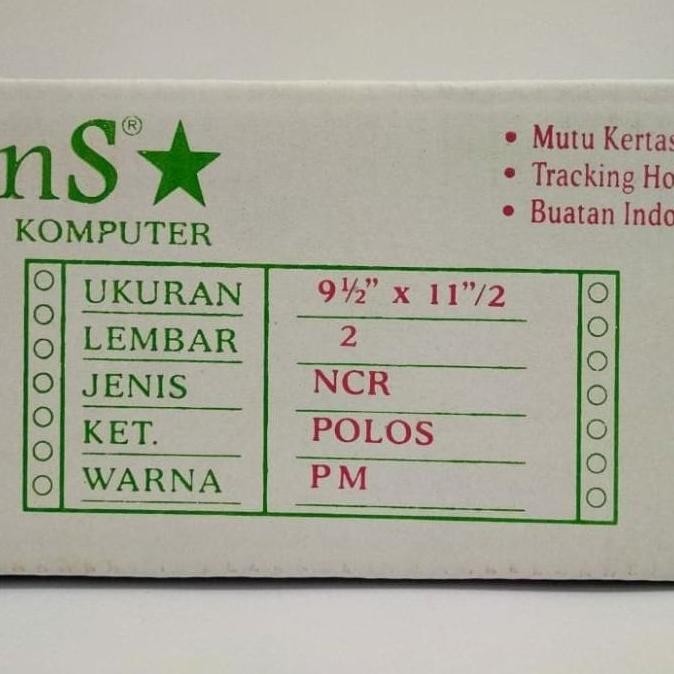 nS®
KOMPUTER
• Mutu Kertas
• Tracking Ho
• Buatan Indo
UKURAN 9½” x 11”/2
LEMBAR 2
JENIS NCR
KET. POLOS
WARNA PM